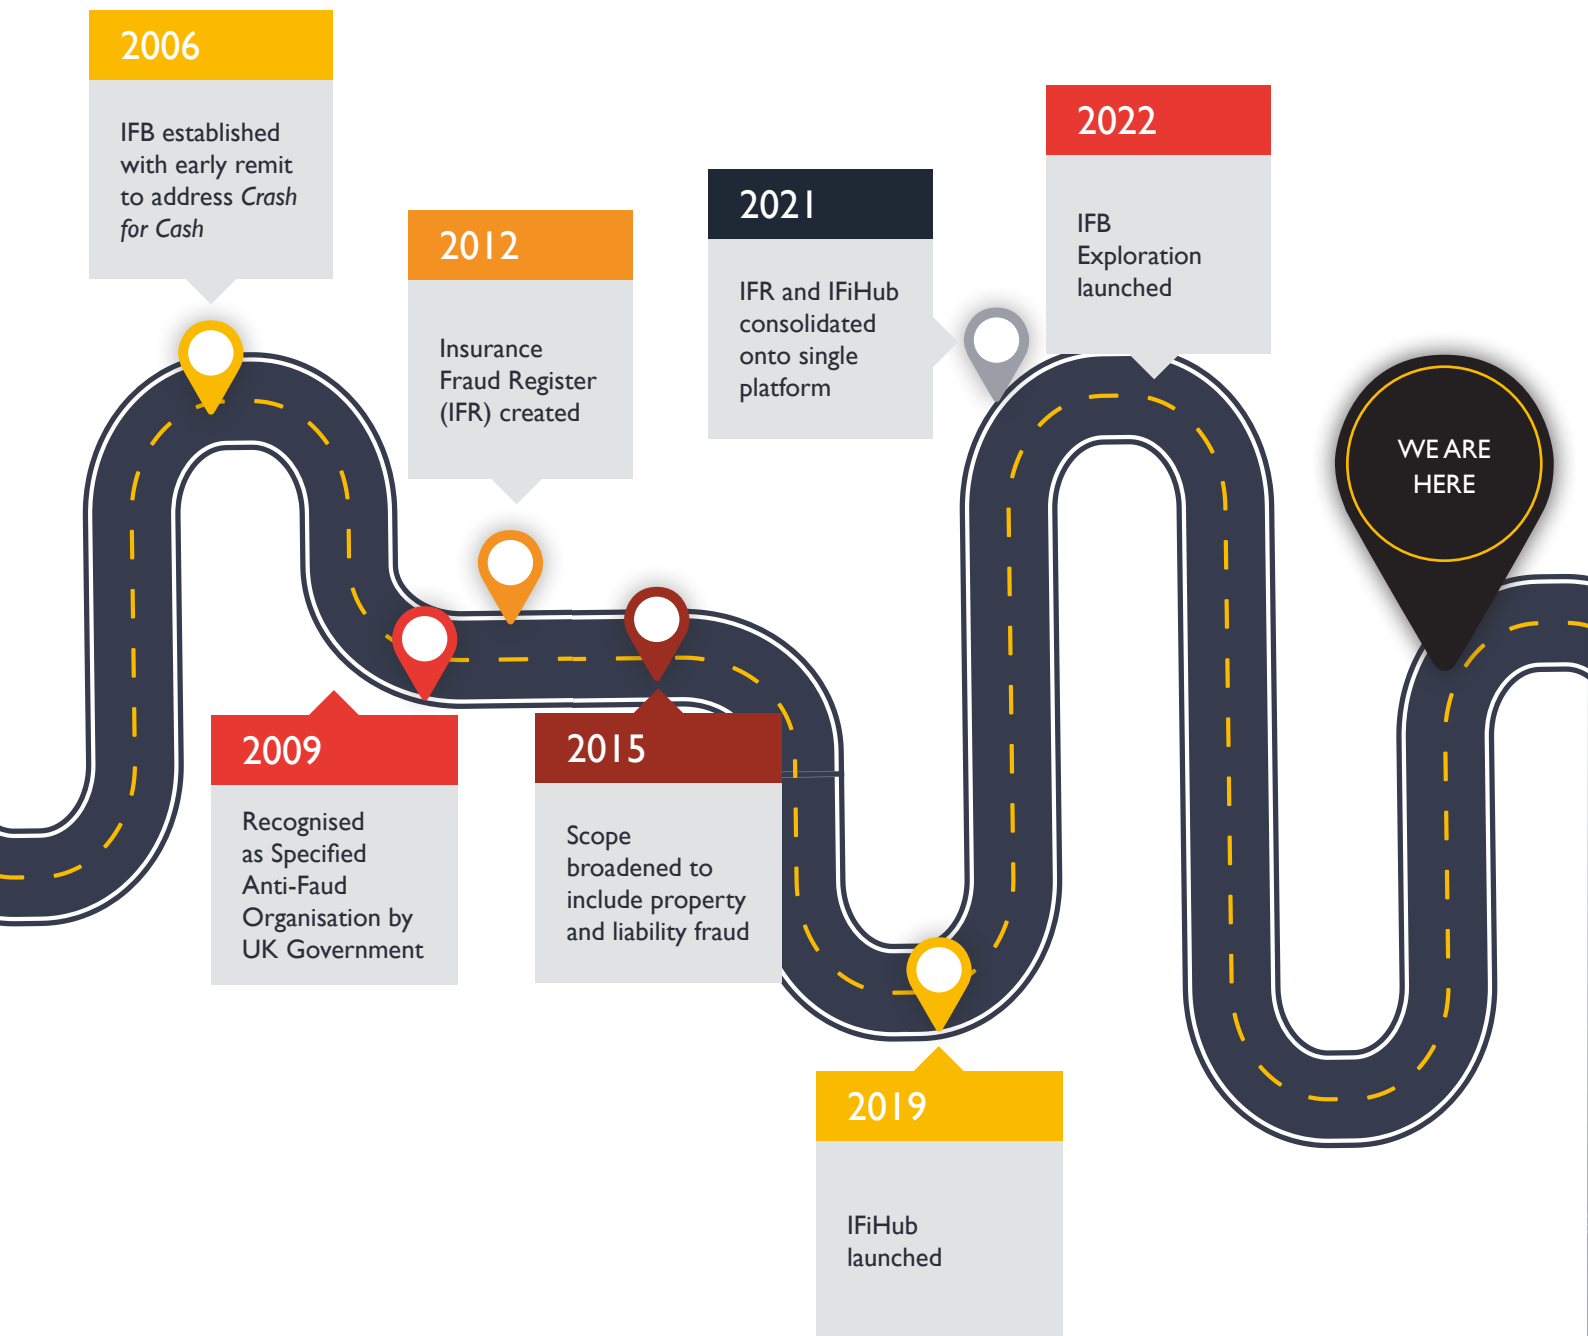 2006
IFB established
with early remit
to address Crash
for Cash
2009
Recognised
as Specified
Anti-Faud
Organisation by
UK Government
2012
Insurance
Fraud Register
(IFR) created
2015
Scope
broadened to
include property
and liability fraud
2019
IFiHub
launched
2021
IFR and IFiHub
consolidated
onto single
platform
2022
IFB
Exploration
launched
WE ARE
HERE